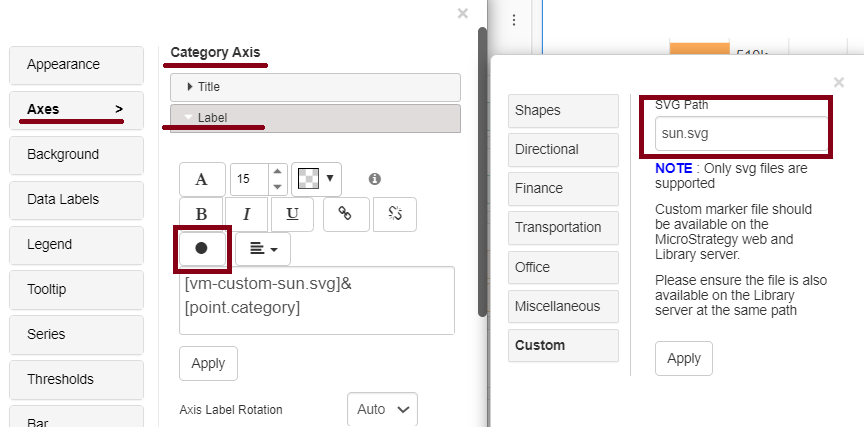 Category Axis
Appearance
Title
Axes >
Label
Background
A 15
Data Labels
B I U
Legend
[vm-custom-sun.svg]&
[point.category]
Tooltip
Series
Apply
Thresholds
Axis Label Rotation Auto
Bar
510k
SVG Path
Shapes
sun.svg
Directional
NOTE : Only svg files are
supported
Finance
Custom marker file should
be available on the
MicroStrategy web and
Library server.
Transportation
Office
Please ensure the file is also
available on the Library
server at the same path
Miscellaneous
Custom
Apply